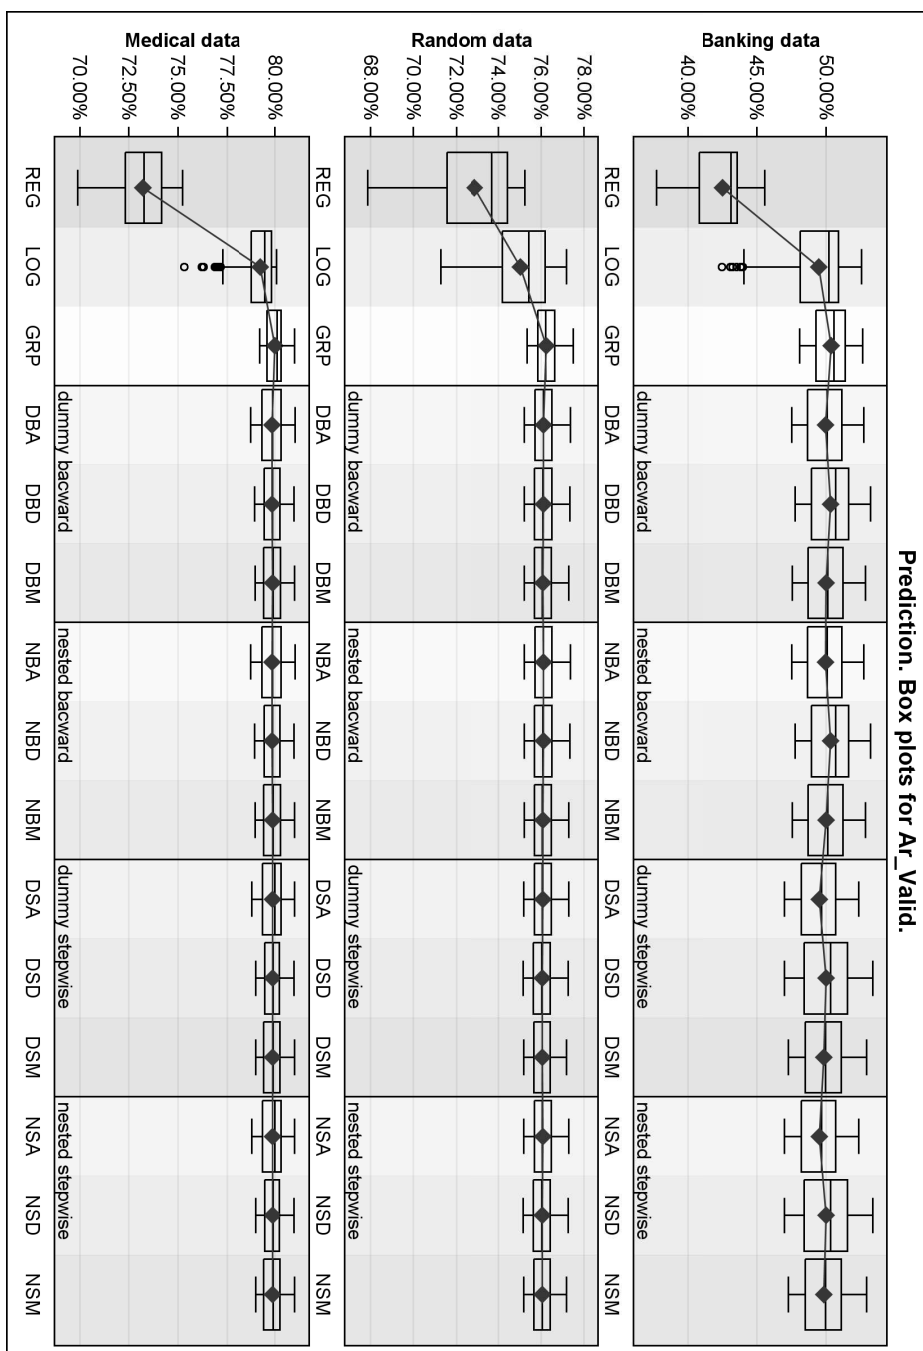 Prediction. Box plots for Ar_Valid.
Banking data
50.00%
45.00%
40.00%
REG LOG GRP DBA DBD DBM NBA NBD NBM DSA DSD DSM NSA NSD NSM
dummy bacward nested bacward dummy stepwise nested stepwise
Random data
78.00%
76.00%
74.00%
72.00%
70.00%
68.00%
REG LOG GRP DBA DBD DBM NBA NBD NBM DSA DSD DSM NSA NSD NSM
dummy bacward nested bacward dummy stepwise nested stepwise
Medical data
80.00%
77.50%
75.00%
72.50%
70.00%
REG LOG GRP DBA DBD DBM NBA NBD NBM DSA DSD DSM NSA NSD NSM
dummy bacward nested bacward dummy stepwise nested stepwise